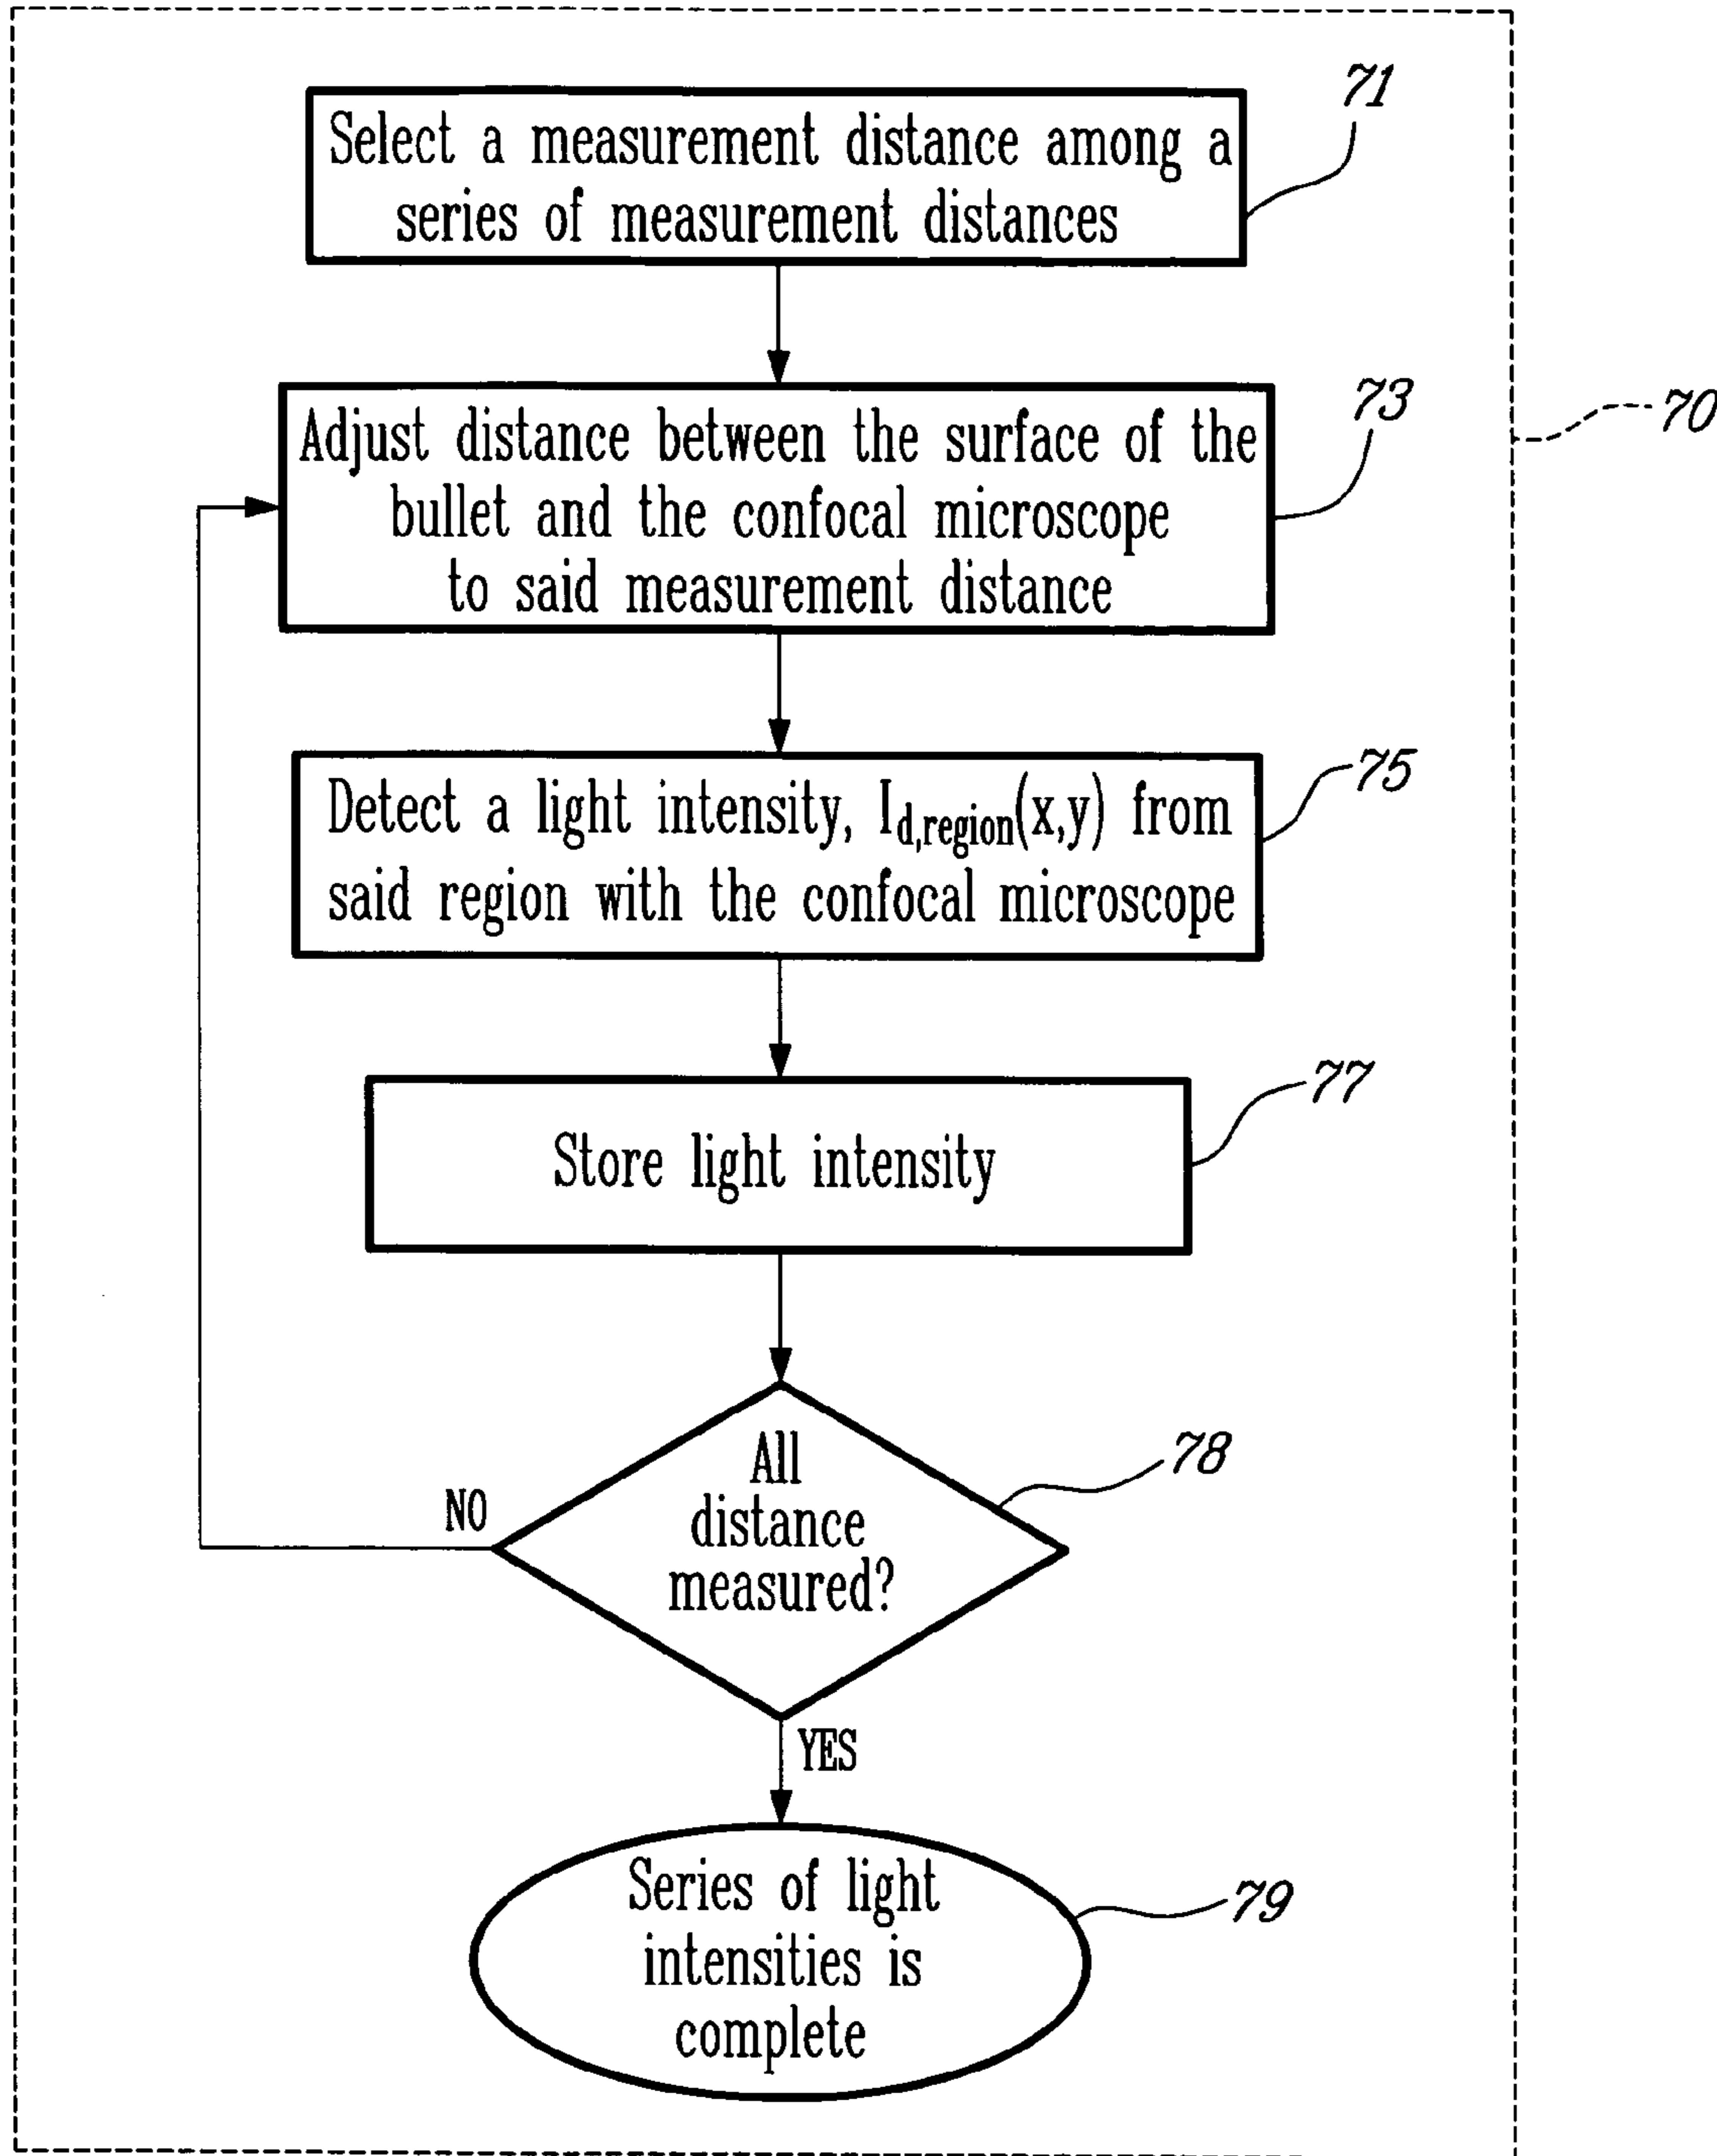 71
Select a measurement distance among a
series of measurement distances
73
70
Adjust distance between the surface of the
bullet and the confocal microscope
to said measurement distance
75
Detect a light intensity, I_d,region(x,y) from
said region with the confocal microscope
77
Store light intensity
78
All
distance
measured?
NO
YES
79
Series of light
intensities is
complete